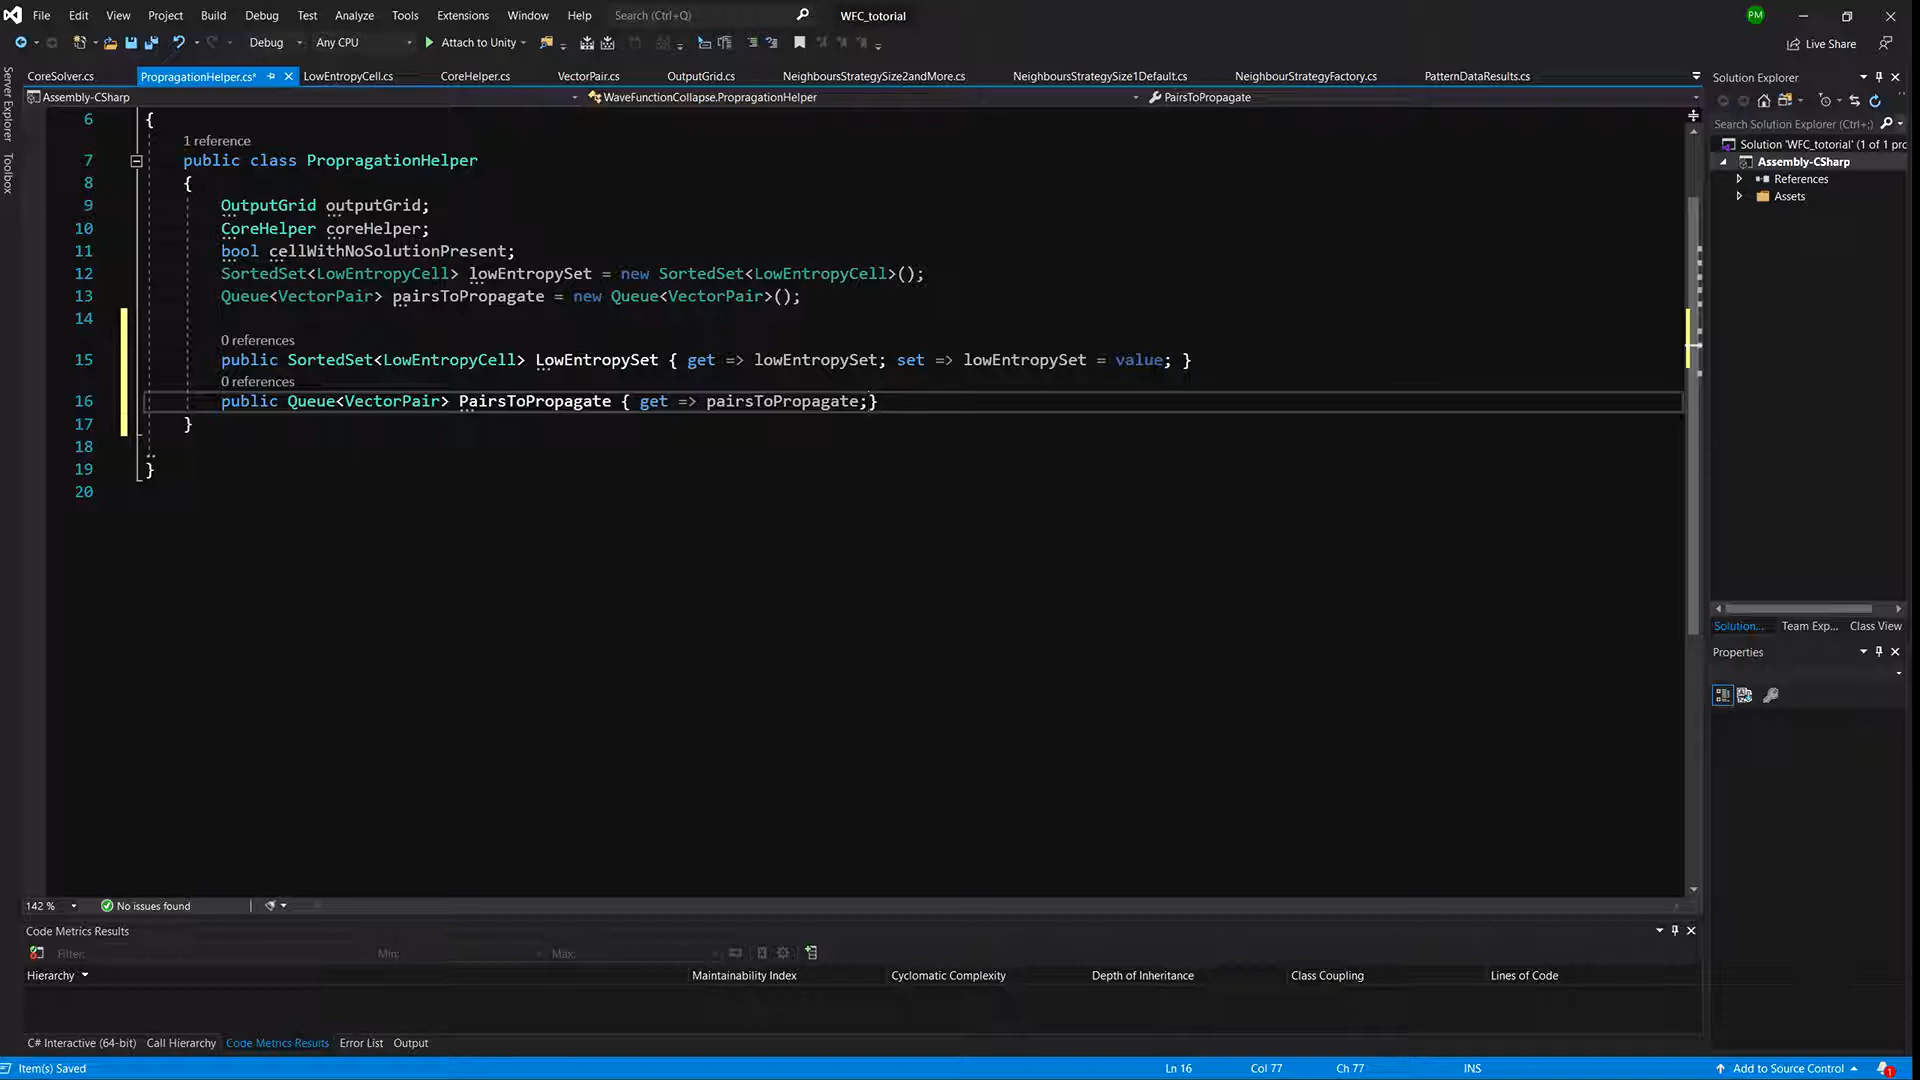 File Edit View Project Build Debug Test Analyze Tools Extensions Window Help Search (Ctrl+Q) WFC_totorial PM
Debug Any CPU Attach to Unity Live Share
CoreSolver.cs PropragationHelper.cs* LowEntropyCell.cs CoreHelper.cs VectorPair.cs OutputGrid.cs NeighboursStrategySize2andMore.cs NeighboursStrategySize1Default.cs NeighbourStrategyFactory.cs PatternDataResults.cs
Assembly-CSharp WaveFunctionCollapse.PropragationHelper PairsToPropagate
Server Explorer
Toolbox
6 {
1 reference
7 public class PropragationHelper
8 {
9 OutputGrid outputGrid;
10 CoreHelper coreHelper;
11 bool cellWithNoSolutionPresent;
12 SortedSet<LowEntropyCell> lowEntropySet = new SortedSet<LowEntropyCell>();
13 Queue<VectorPair> pairsToPropagate = new Queue<VectorPair>();
14
0 references
15 public SortedSet<LowEntropyCell> LowEntropySet { get => lowEntropySet; set => lowEntropySet = value; }
0 references
16 public Queue<VectorPair> PairsToPropagate { get => pairsToPropagate;}
17 }
18
19 }
20
Solution Explorer
Search Solution Explorer (Ctrl+;)
Solution 'WFC_totorial' (1 of 1 pro
Assembly-CSharp
References
Assets
Solution... Team Exp... Class View
Properties
142 % No issues found
Code Metrics Results
Filter: Min: Max:
Hierarchy Maintainability Index Cyclomatic Complexity Depth of Inheritance Class Coupling Lines of Code
C# Interactive (64-bit) Call Hierarchy Code Metrics Results Error List Output
Item(s) Saved Ln 16 Col 77 Ch 77 INS Add to Source Control 1